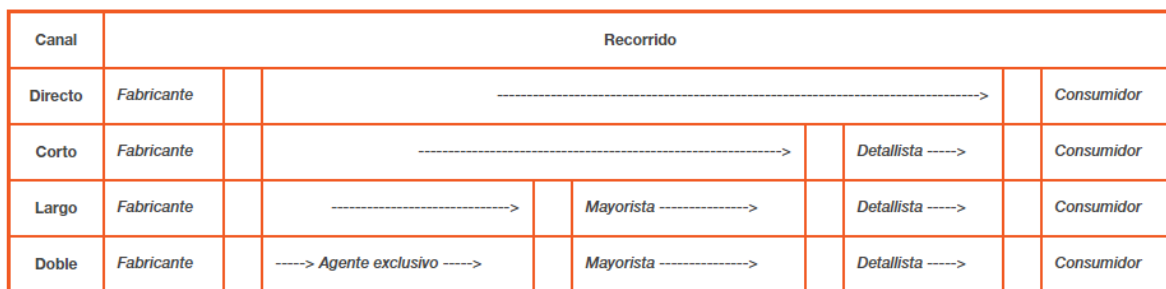 Canal Recorrido
Directo Fabricante ----------------------------------------------------------------------------------> Consumidor
Corto Fabricante --------------------------------------------------------------> Detallista -----> Consumidor
Largo Fabricante ------------------------------> Mayorista ---------------> Detallista -----> Consumidor
Doble Fabricante -----> Agente exclusivo -----> Mayorista ---------------> Detallista -----> Consumidor